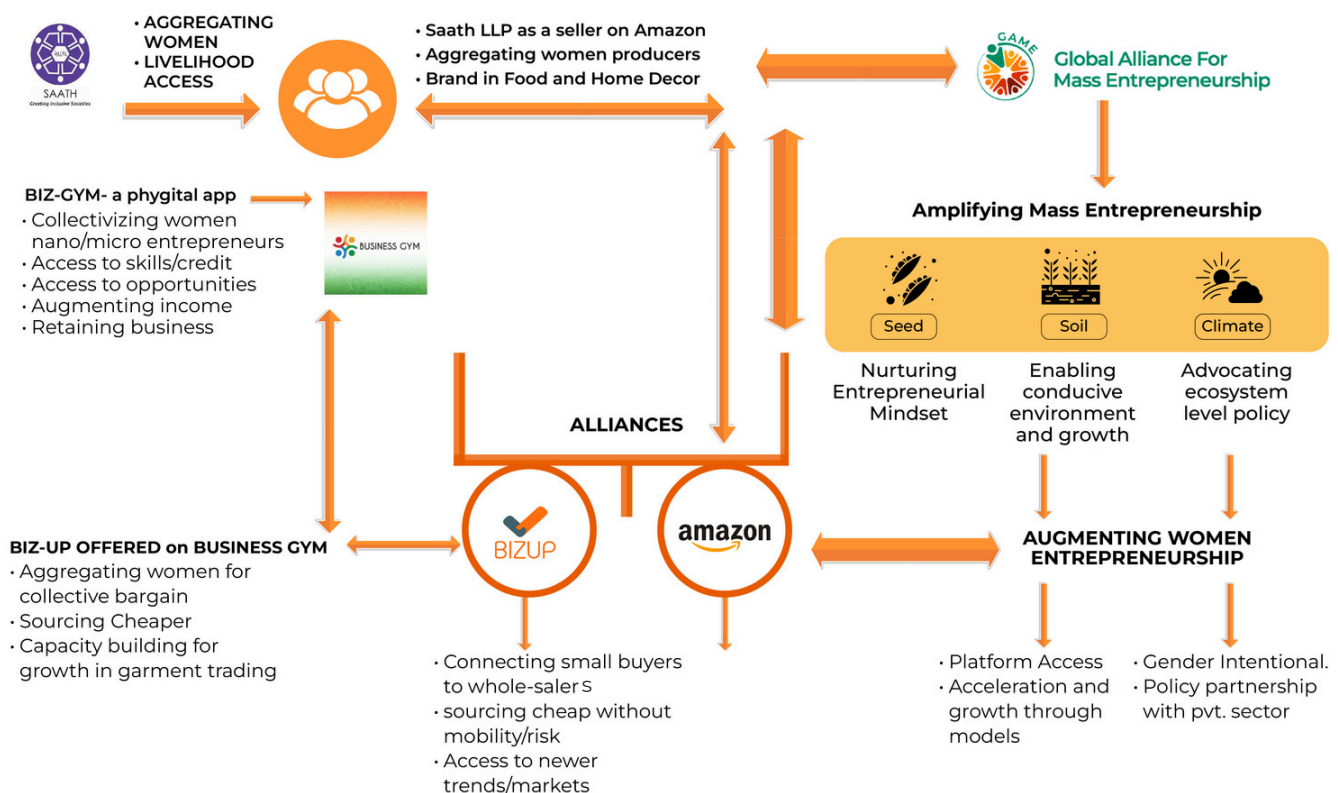 SAATH
Creating Inclusive Societies
• AGGREGATING
WOMEN
• LIVELIHOOD
ACCESS
• Saath LLP as a seller on Amazon
• Aggregating women producers
• Brand in Food and Home Decor
GAME
Global Alliance For
Mass Entrepreneurship
BIZ-GYM- a phygital app
• Collectivizing women
nano/micro entrepreneurs
• Access to skills/credit
• Access to opportunities
• Augmenting income
• Retaining business
BUSINESS GYM
Amplifying Mass Entrepreneurship
Seed
Soil
Climate
Nurturing
Entrepreneurial
Mindset
Enabling
conducive
environment
and growth
Advocating
ecosystem
level policy
ALLIANCES
BIZUP
amazon
BIZ-UP OFFERED on BUSINESS GYM
• Aggregating women for
collective bargain
• Sourcing Cheaper
• Capacity building for
growth in garment trading
AUGMENTING WOMEN
ENTREPRENEURSHIP
• Connecting small buyers
to whole-salers
• sourcing cheap without
mobility/risk
• Access to newer
trends/markets
• Platform Access
• Acceleration and
growth through
models
• Gender Intentional.
• Policy partnership
with pvt. sector